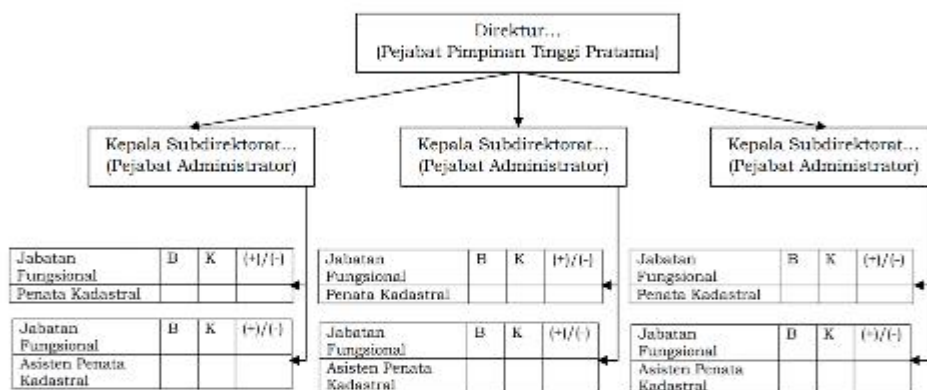 Direktur...
(Pejabat Pimpinan Tinggi Pratama)
Kepala Subdirektorat...
(Pejabat Administrator)
Kepala Subdirektorat...
(Pejabat Administrator)
Kepala Subdirektorat...
(Pejabat Administrator)
Jabatan Fungsional B K (+)/(-)
Penata Kadastral
Jabatan Fungsional B K (+)/(-)
Penata Kadastral
Jabatan Fungsional B K (+)/(-)
Penata Kadastral
Jabatan Fungsional B K (+)/(-)
Asisten Penata Kadastral
Jabatan Fungsional B K (+)/(-)
Asisten Penata Kadastral
Jabatan Fungsional B K (+)/(-)
Asisten Penata Kadastral